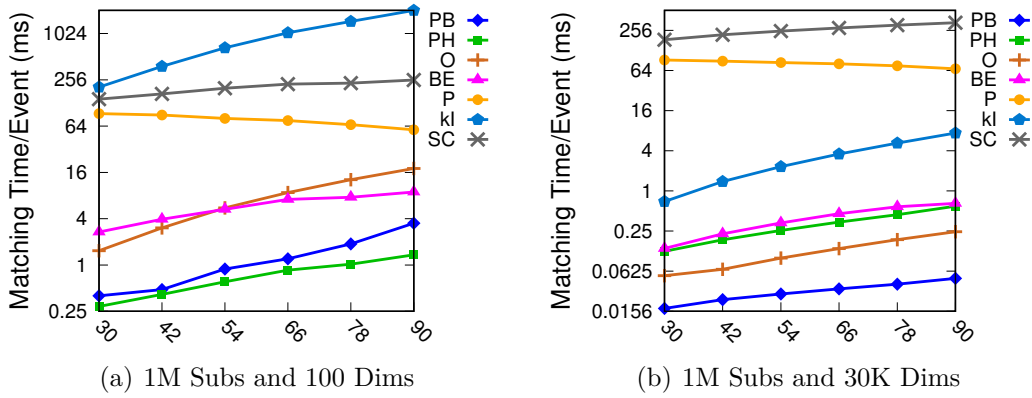 Matching Time/Event (ms)
1024
256
64
16
4
1
0.25
30
42
54
66
78
90
PB
PH
O
BE
P
kI
SC
(a) 1M Subs and 100 Dims
Matching Time/Event (ms)
256
64
16
4
1
0.25
0.0625
0.0156
30
42
54
66
78
90
PB
PH
O
BE
P
kI
SC
(b) 1M Subs and 30K Dims